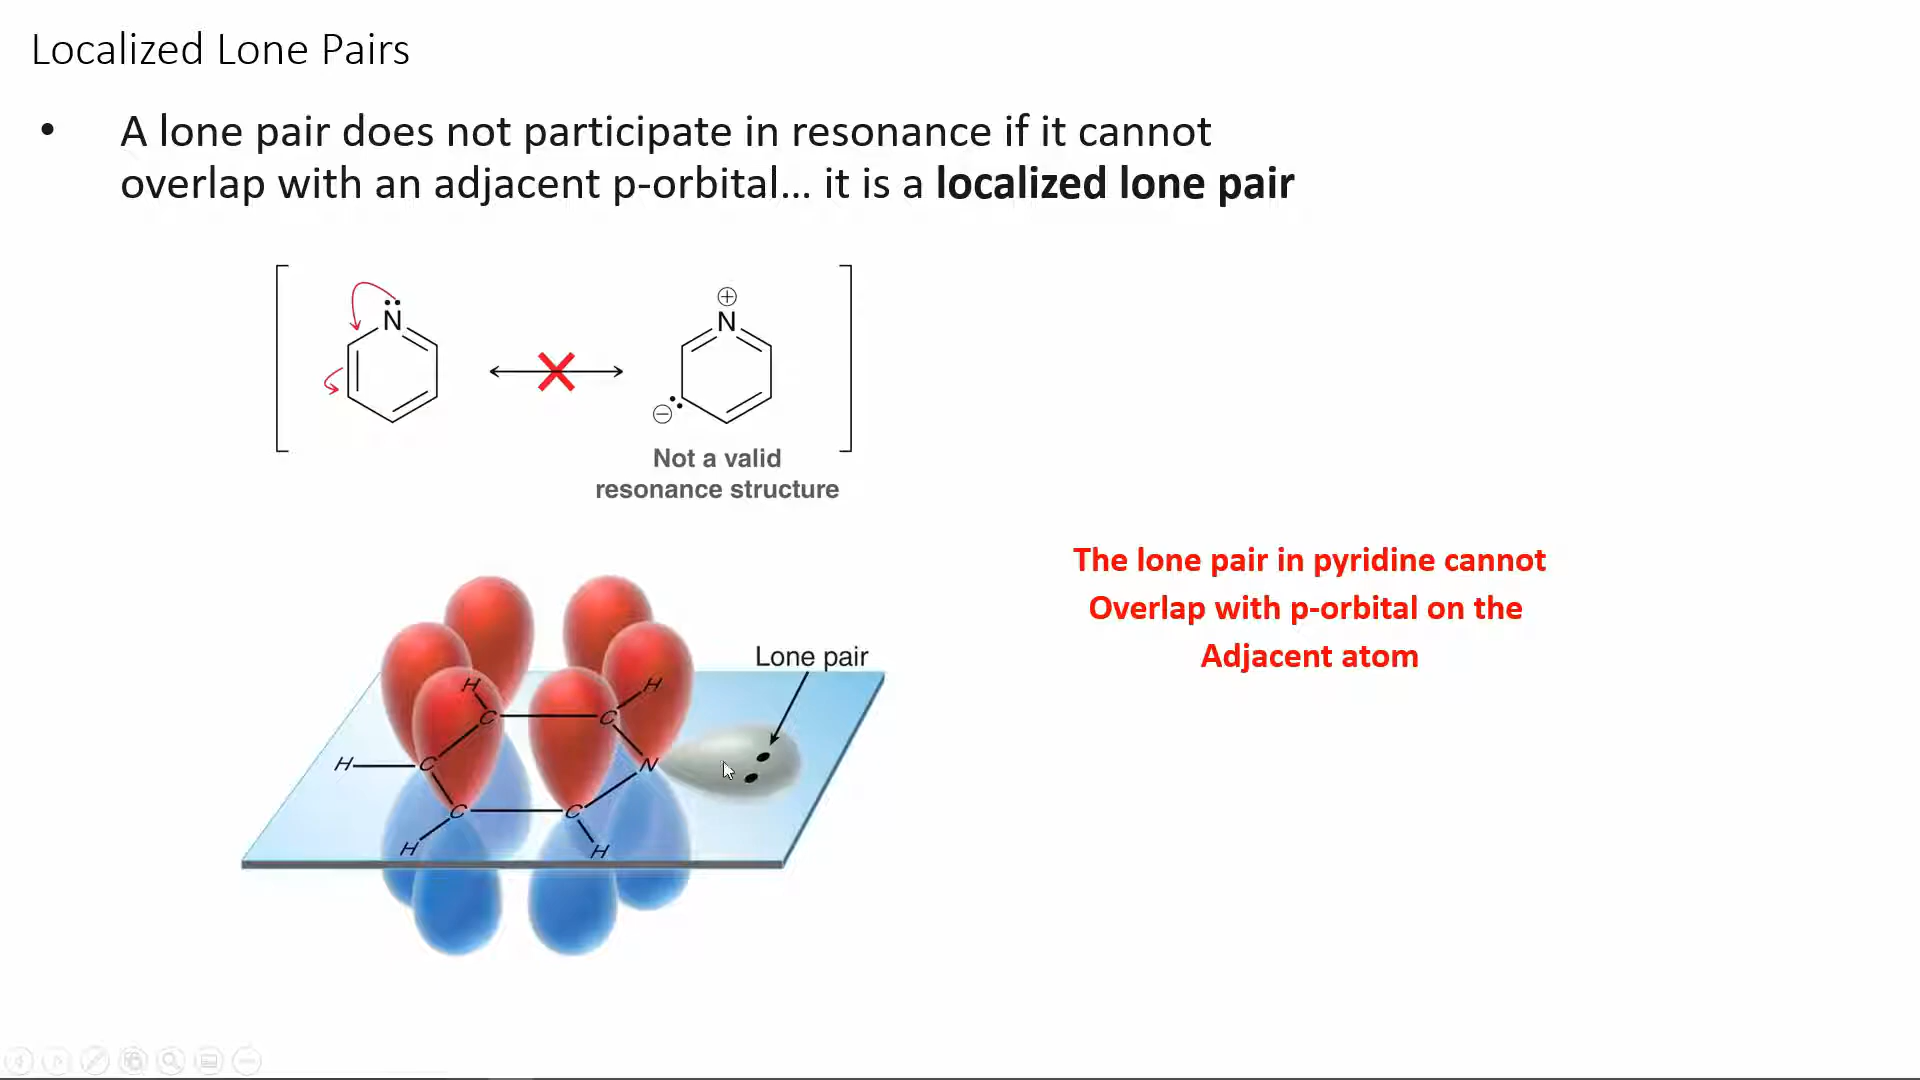 Localized Lone Pairs
• A lone pair does not participate in resonance if it cannot
overlap with an adjacent p-orbital... it is a localized lone pair
N
⊕
N
⊖
Not a valid
resonance structure
The lone pair in pyridine cannot
Overlap with p-orbital on the
Adjacent atom
Lone pair
H H
C C
H C N
C C
H H